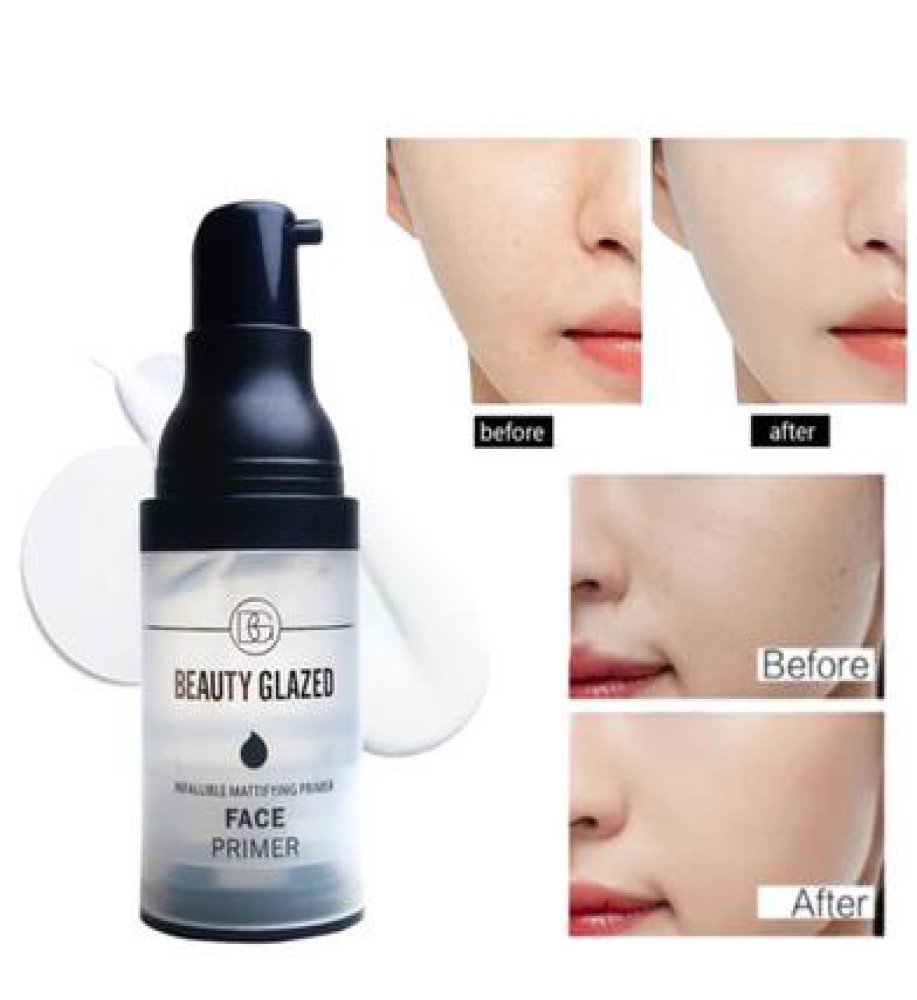 before
after
Before
After
BG
BEAUTY GLAZED
INFALLIBLE MATTIFYING PRIMER
FACE
PRIMER